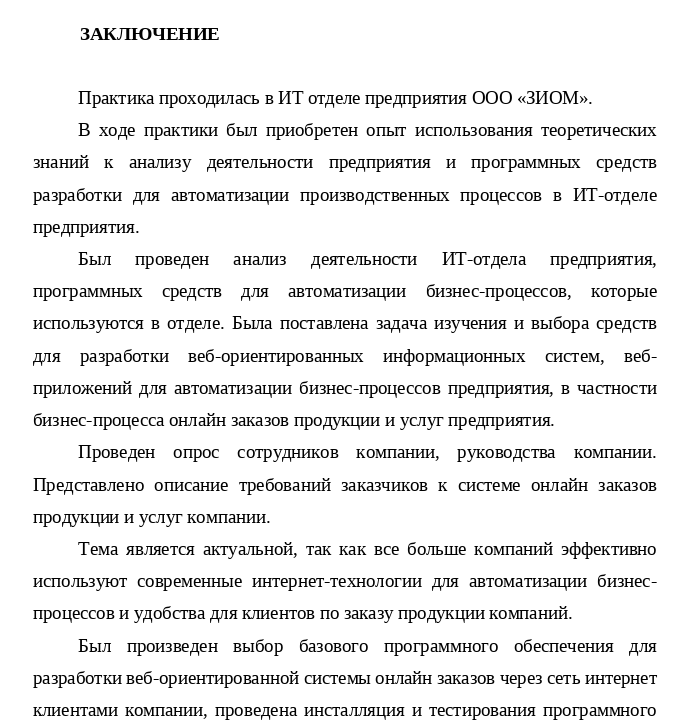 ЗАКЛЮЧЕНИЕ
Практика проходилась в ИТ отделе предприятия ООО «ЗИОМ».
В ходе практики был приобретен опыт использования теоретических
знаний к анализу деятельности предприятия и программных средств
разработки для автоматизации производственных процессов в ИТ-отделе
предприятия.
Был проведен анализ деятельности ИТ-отдела предприятия,
программных средств для автоматизации бизнес-процессов, которые
используются в отделе. Была поставлена задача изучения и выбора средств
для разработки веб-ориентированных информационных систем, веб-
приложений для автоматизации бизнес-процессов предприятия, в частности
бизнес-процесса онлайн заказов продукции и услуг предприятия.
Проведен опрос сотрудников компании, руководства компании.
Представлено описание требований заказчиков к системе онлайн заказов
продукции и услуг компании.
Тема является актуальной, так как все больше компаний эффективно
используют современные интернет-технологии для автоматизации бизнес-
процессов и удобства для клиентов по заказу продукции компаний.
Был произведен выбор базового программного обеспечения для
разработки веб-ориентированной системы онлайн заказов через сеть интернет
клиентами компании, проведена инсталляция и тестирования программного